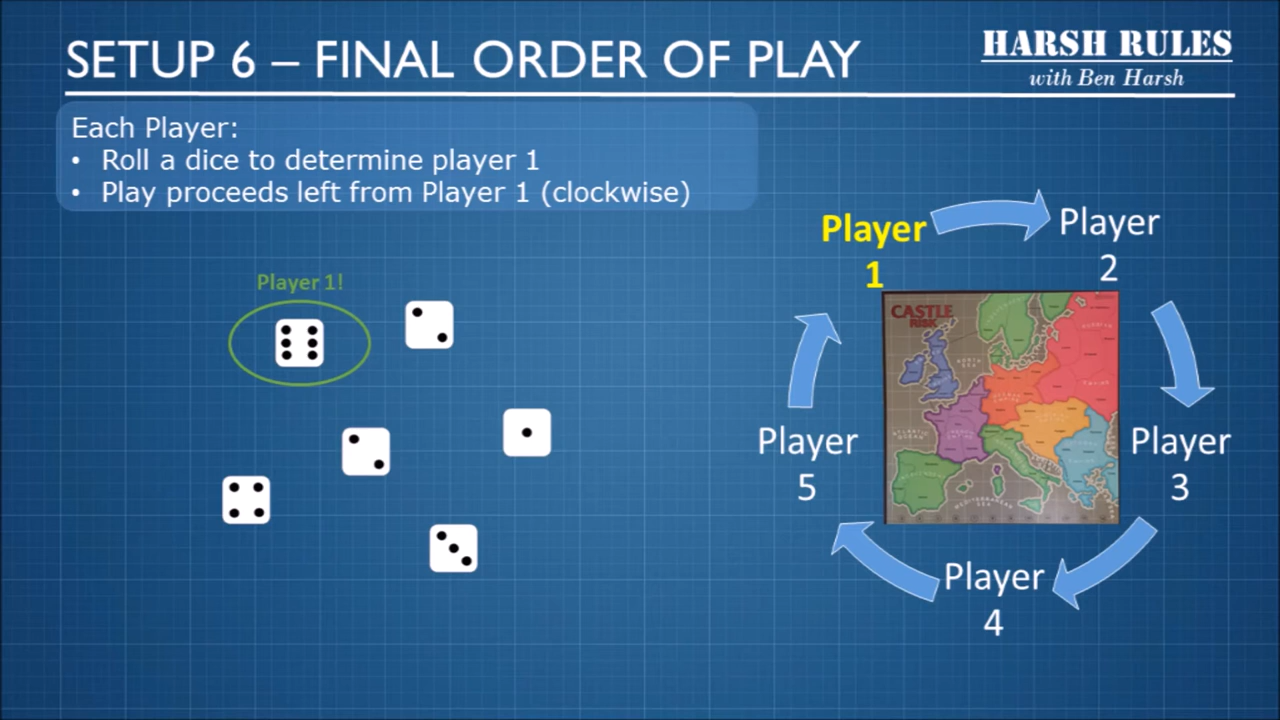 SETUP 6 – FINAL ORDER OF PLAY
HARSH RULES
with Ben Harsh
Each Player:
• Roll a dice to determine player 1
• Play proceeds left from Player 1 (clockwise)
Player 1!
Player
1
Player
2
Player
3
Player
4
Player
5
CASTLE
RISK